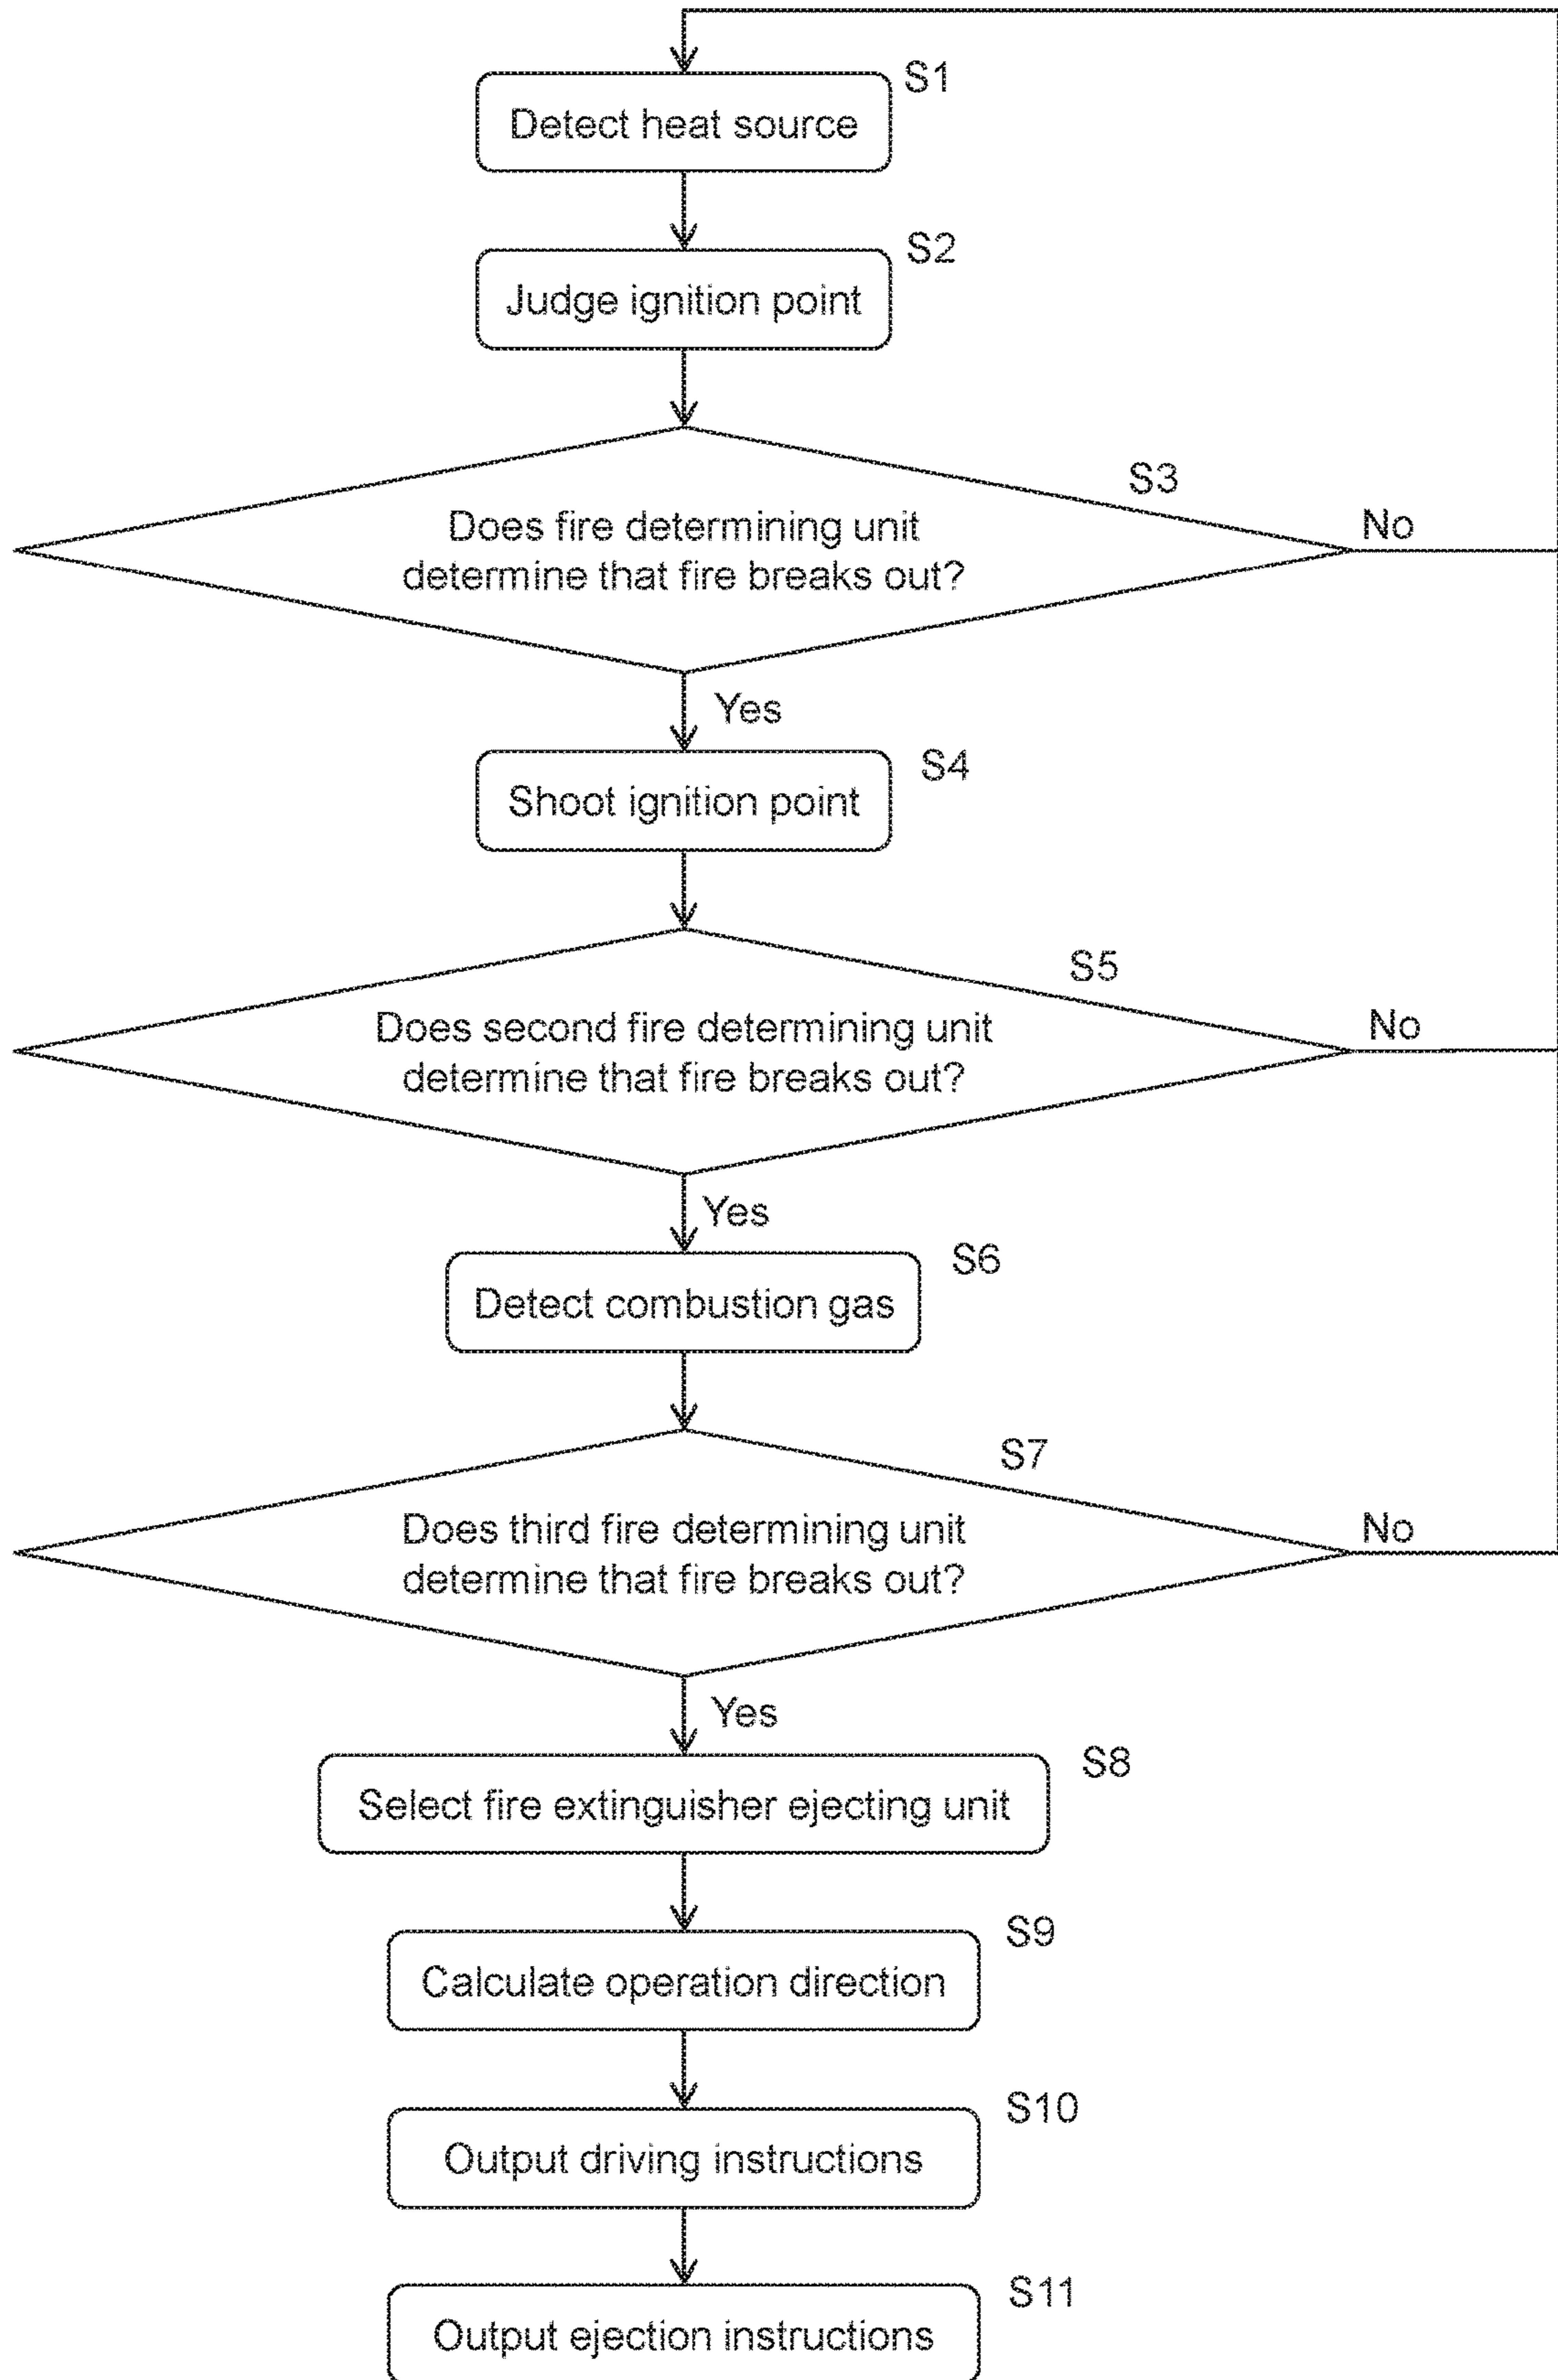 S1
Detect heat source
S2
Judge ignition point
S3
Does fire determining unit
determine that fire breaks out?
No
Yes
S4
Shoot ignition point
S5
Does second fire determining unit
determine that fire breaks out?
No
Yes
S6
Detect combustion gas
S7
Does third fire determining unit
determine that fire breaks out?
No
Yes
S8
Select fire extinguisher ejecting unit
S9
Calculate operation direction
S10
Output driving instructions
S11
Output ejection instructions